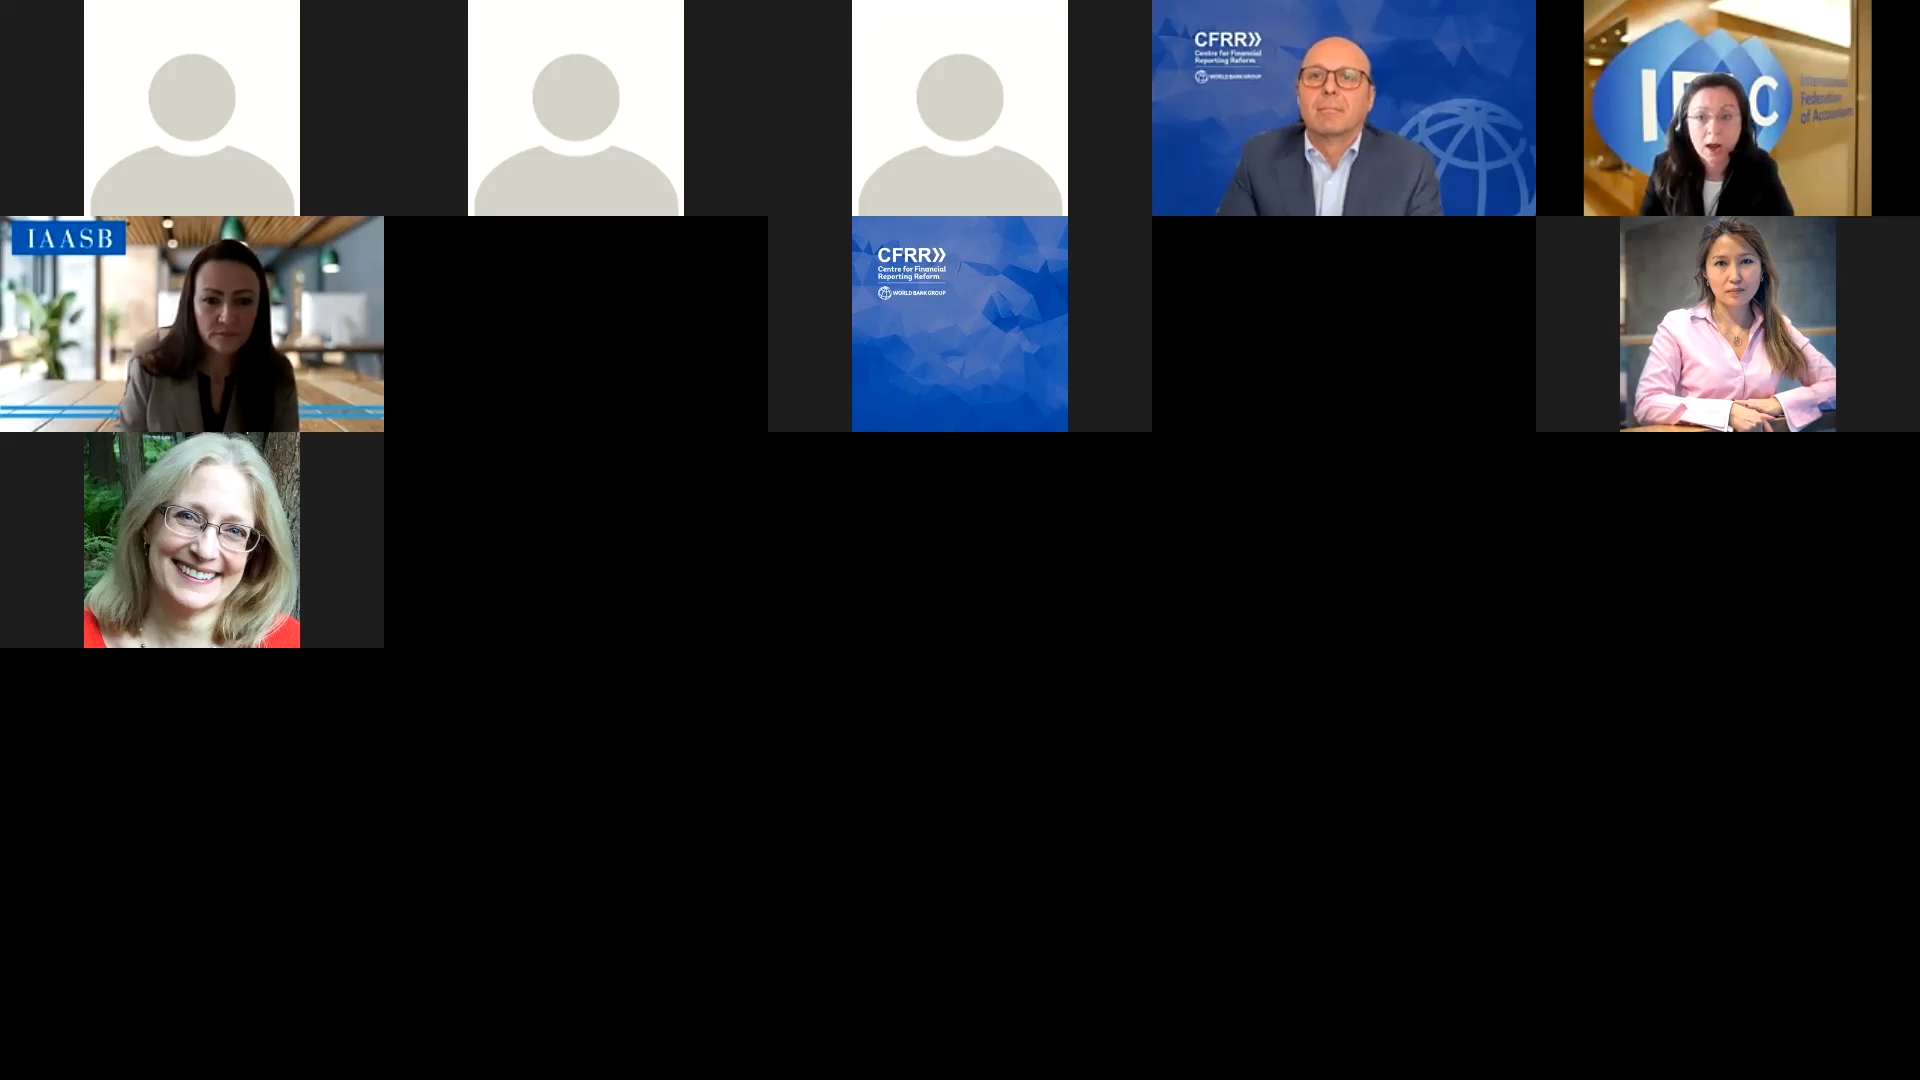 CFRR
Centre for Financial
Reporting Reform
WORLD BANK GROUP
International
Federation
of Accountants
IAASB
CFRR
Centre for Financial
Reporting Reform
WORLD BANK GROUP